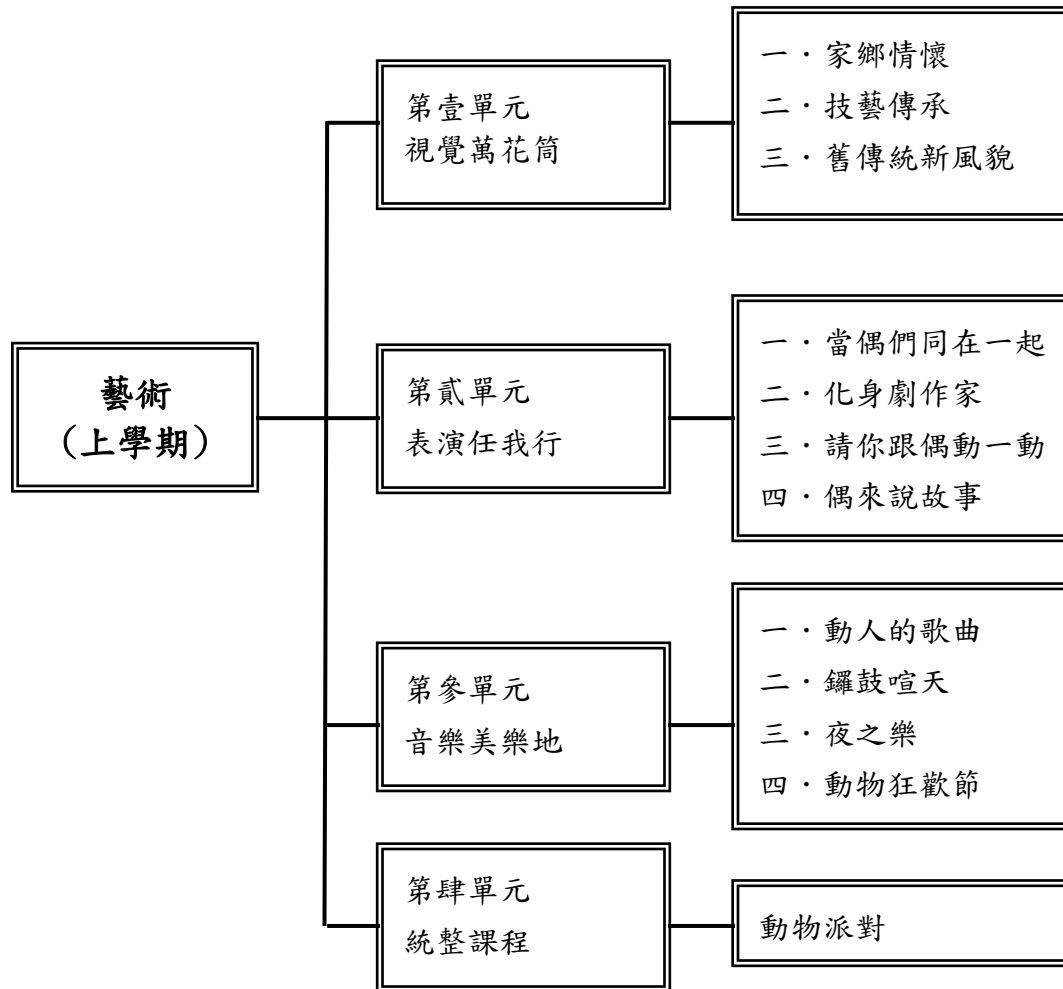 藝術
(上學期)
第壹單元
視覺萬花筒
一．家鄉情懷
二．技藝傳承
三．舊傳統新風貌
第貳單元
表演任我行
一．當偶們同在一起
二．化身劇作家
三．請你跟偶動一動
四．偶來說故事
第參單元
音樂美樂地
一．動人的歌曲
二．鑼鼓喧天
三．夜之樂
四．動物狂歡節
第肆單元
統整課程
動物派對